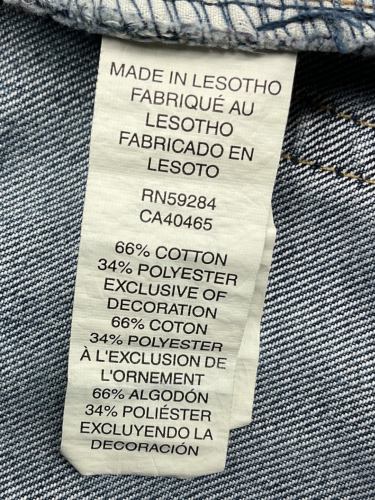 MADE IN LESOTHO
FABRIQUÉ AU
LESOTHO
FABRICADO EN
LESOTO
RN59284
CA40465
66% COTTON
34% POLYESTER
EXCLUSIVE OF
DECORATION
66% COTON
34% POLYESTER
À L'EXCLUSION DE
L'ORNEMENT
66% ALGODÓN
34% POLIÉSTER
EXCLUYENDO LA
DECORACIÓN